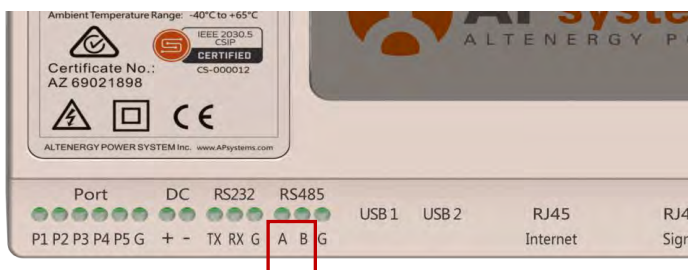 Ambient Temperature Range: -40°C to +65°C
IEEE 2030.5
CSIP
CERTIFIED
CS-000012
Certificate No.:
AZ 69021898
CE
ALTENERGY POWER SYSTEM Inc. www.APsystems.com
ALTENERGY
Port DC RS232 RS485
USB 1 USB 2 RJ45
P1 P2 P3 P4 P5 G + - TX RX G A B G Internet